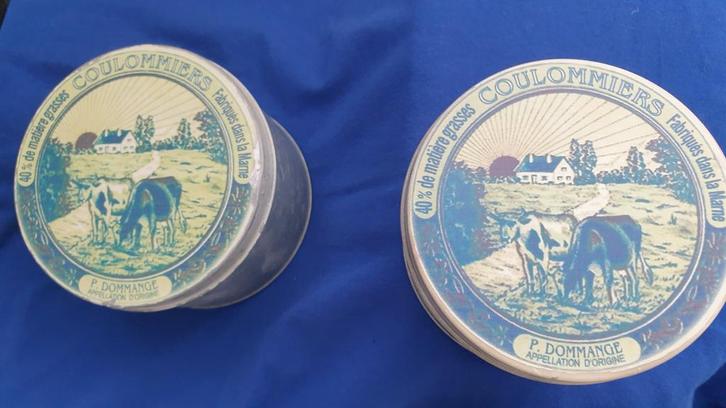 COULOMMIERS
40% de matière grasses
Fabriqués dans la Marne
P. DOMMANGE
APPELLATION D'ORIGINE
COULOMMIERS
40% de matière grasses
Fabriqués dans la Marne
P. DOMMANGE
APPELLATION D'ORIGINE